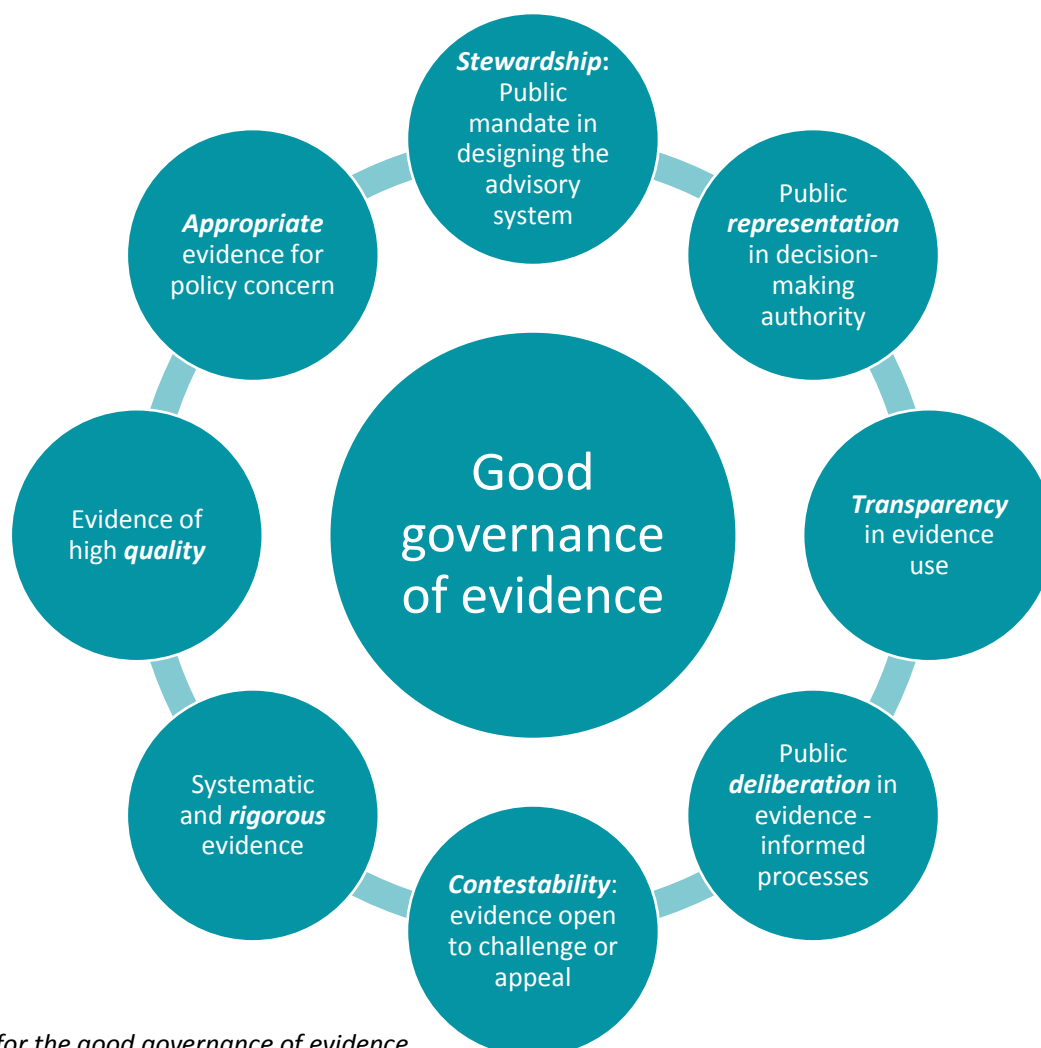 Stewardship:
Public
mandate in
designing the
advisory
system
Public
representation
in decision-
making
authority
Transparency
in evidence
use
Public
deliberation in
evidence -
informed
processes
Contestability:
evidence open
to challenge or
appeal
Systematic
and rigorous
evidence
Evidence of
high quality
Appropriate
evidence for
policy concern
Good
governance
of evidence
for the good governance of evidence